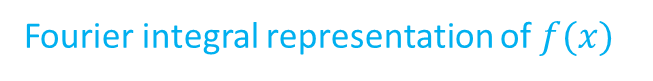 Fourier integral representation of f(x)